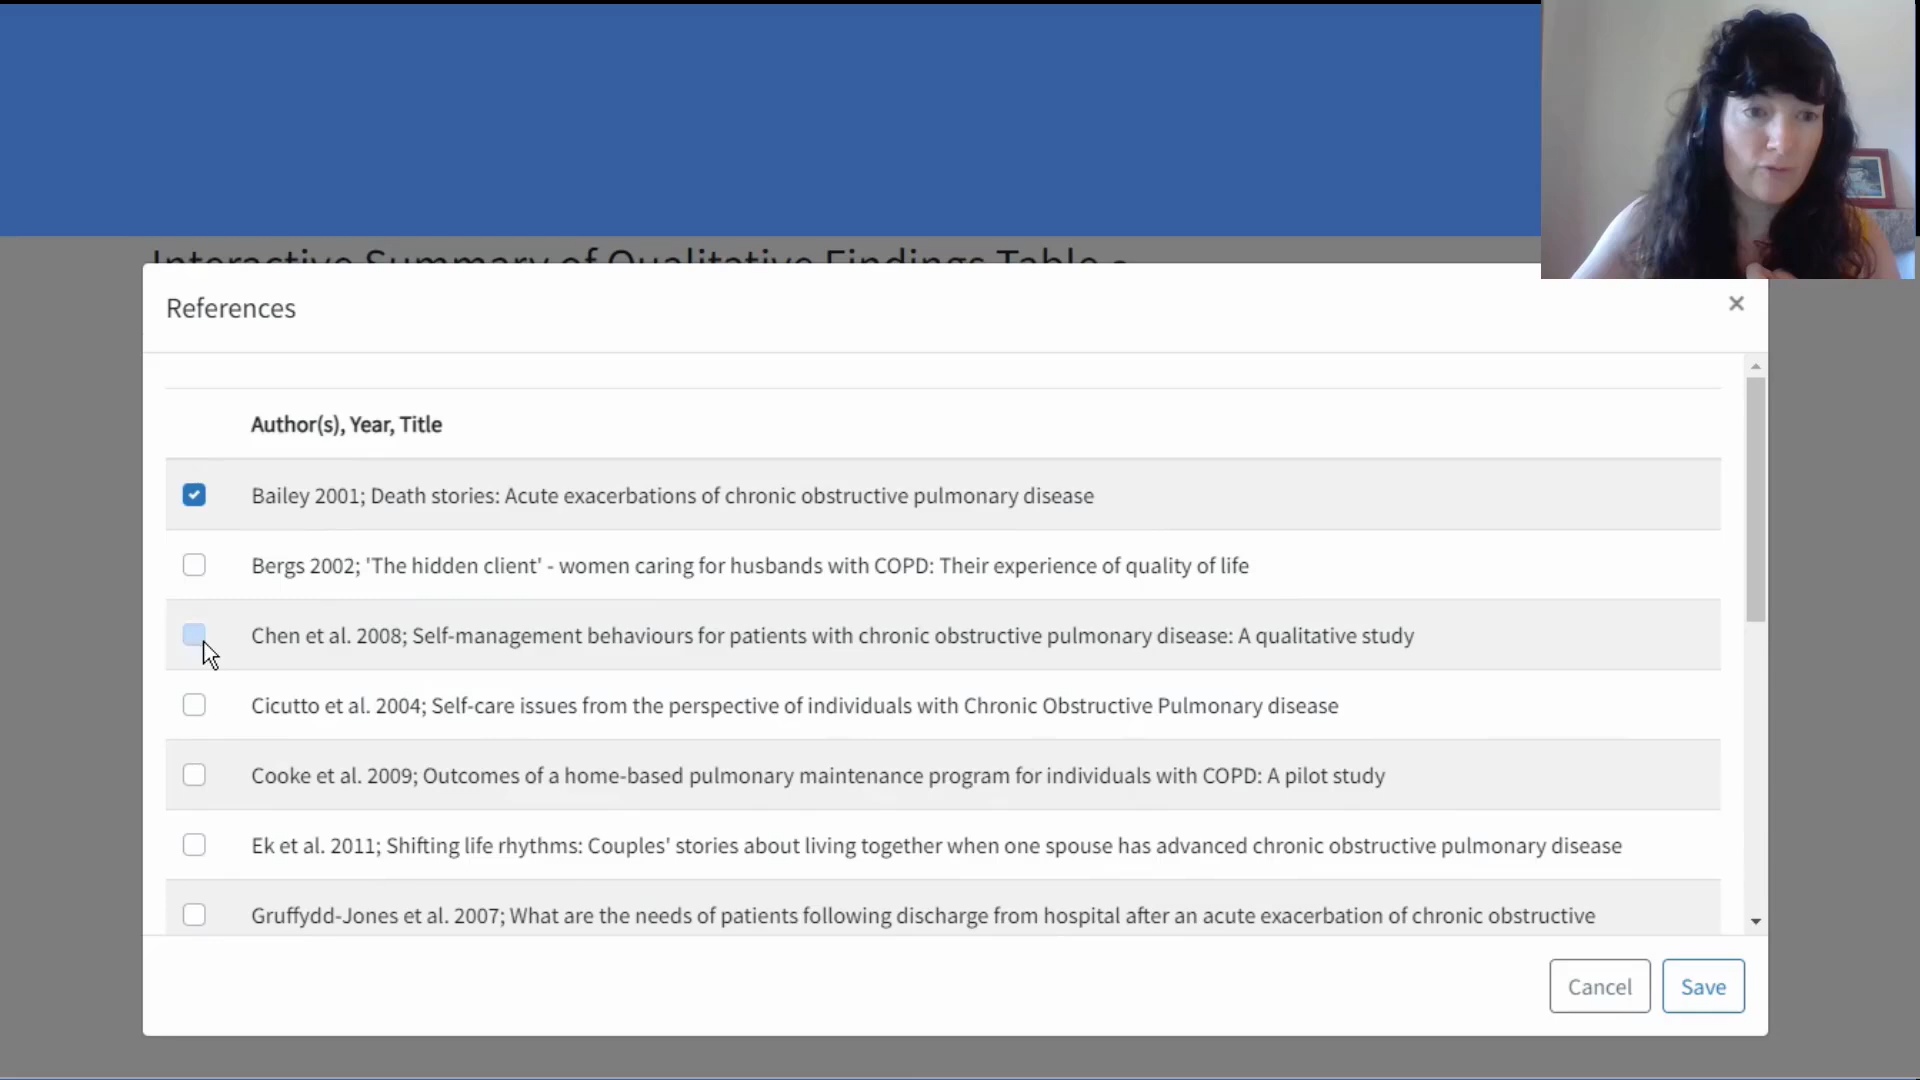 Interactive Summary of Qualitative Findings Table
References
×
Author(s), Year, Title
Bailey 2001; Death stories: Acute exacerbations of chronic obstructive pulmonary disease
Bergs 2002; 'The hidden client' - women caring for husbands with COPD: Their experience of quality of life
Chen et al. 2008; Self-management behaviours for patients with chronic obstructive pulmonary disease: A qualitative study
Cicutto et al. 2004; Self-care issues from the perspective of individuals with Chronic Obstructive Pulmonary disease
Cooke et al. 2009; Outcomes of a home-based pulmonary maintenance program for individuals with COPD: A pilot study
Ek et al. 2011; Shifting life rhythms: Couples' stories about living together when one spouse has advanced chronic obstructive pulmonary disease
Gruffydd-Jones et al. 2007; What are the needs of patients following discharge from hospital after an acute exacerbation of chronic obstructive
Cancel
Save